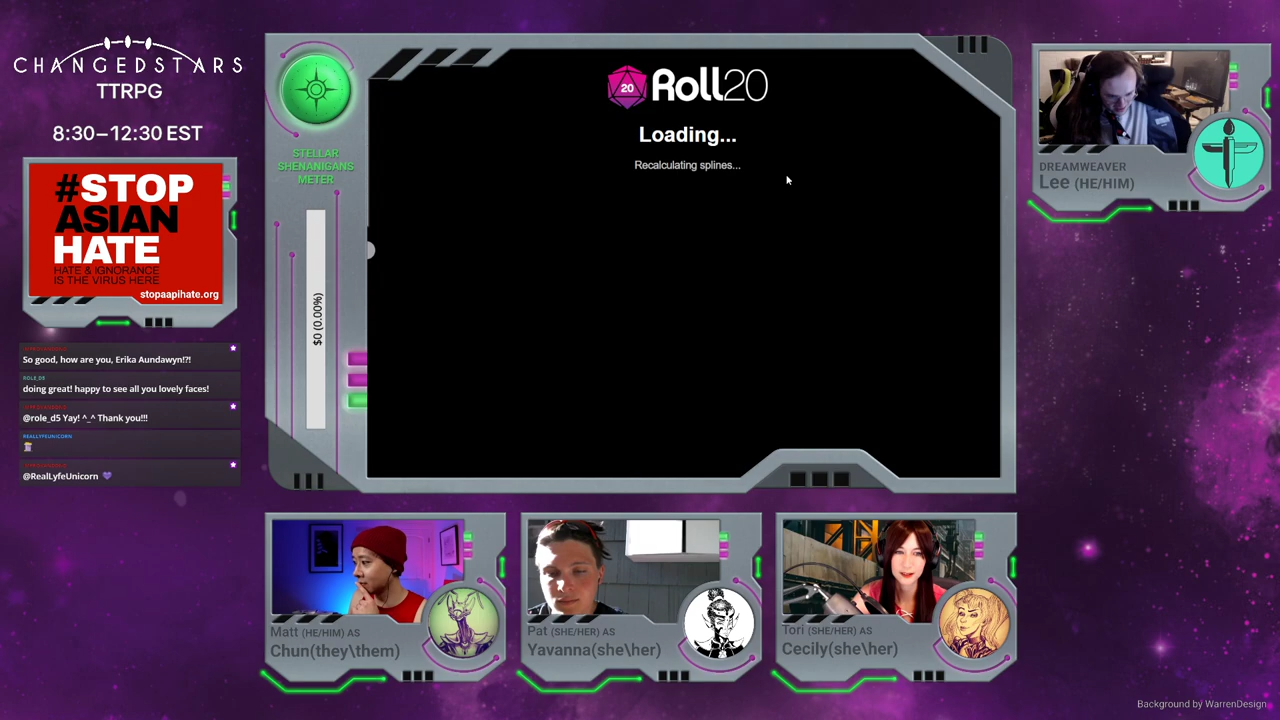 CHANGEDSTARS
TTRPG
8:30–12:30 EST
#STOP
ASIAN
HATE
HATE & IGNORANCE
IS THE VIRUS HERE
stopaapihate.org
So good, how are you, Erika Aundawyn!?!
ROLE_D5
doing great! happy to see all you lovely faces!
@role_d5 Yay! ^_^ Thank you!!!
REALLYFEUNICORN
@RealLyfeUnicorn 💜
STELLAR
SHENANIGANS
METER
$0 (0.00%)
20
Roll20
Loading...
Recalculating splines...
DREAMWEAVER
Lee (HE/HIM)
Matt (HE/HIM) AS
Chun(they\them)
Pat (SHE/HER) AS
Yavanna(she\her)
Tori (SHE/HER) AS
Cecily(she\her)
Background by WarrenDesign